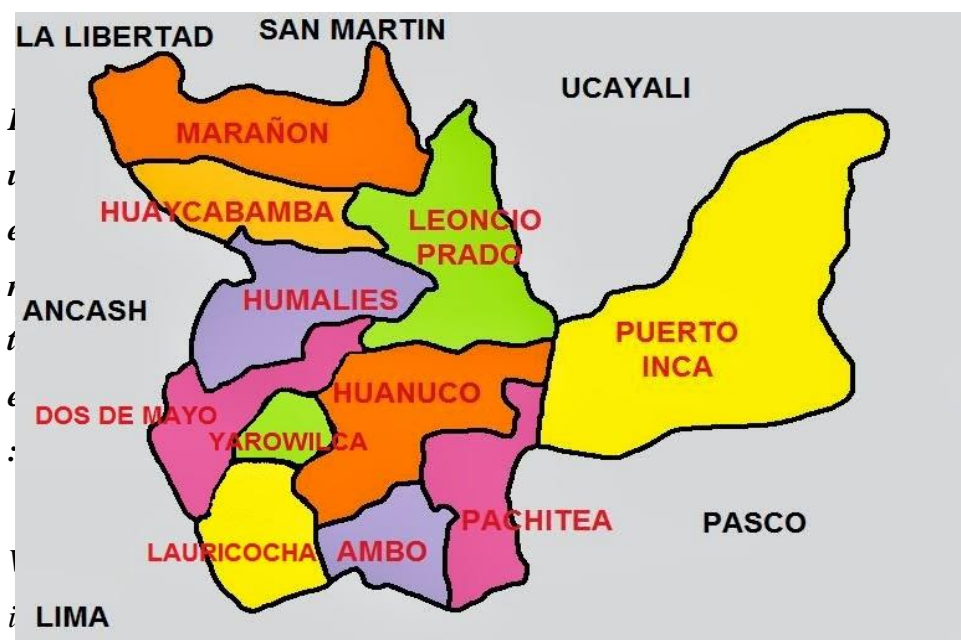 LA LIBERTAD
SAN MARTIN
UCAYALI
MARAÑON
HUAYCABAMBA
LEONCIO
PRADO
ANCASH
HUMALIES
PUERTO
INCA
HUANUCO
DOS DE MAYO
YAROWILCA
PACHITEA
PASCO
LAURICOCHA
AMBO
LIMA